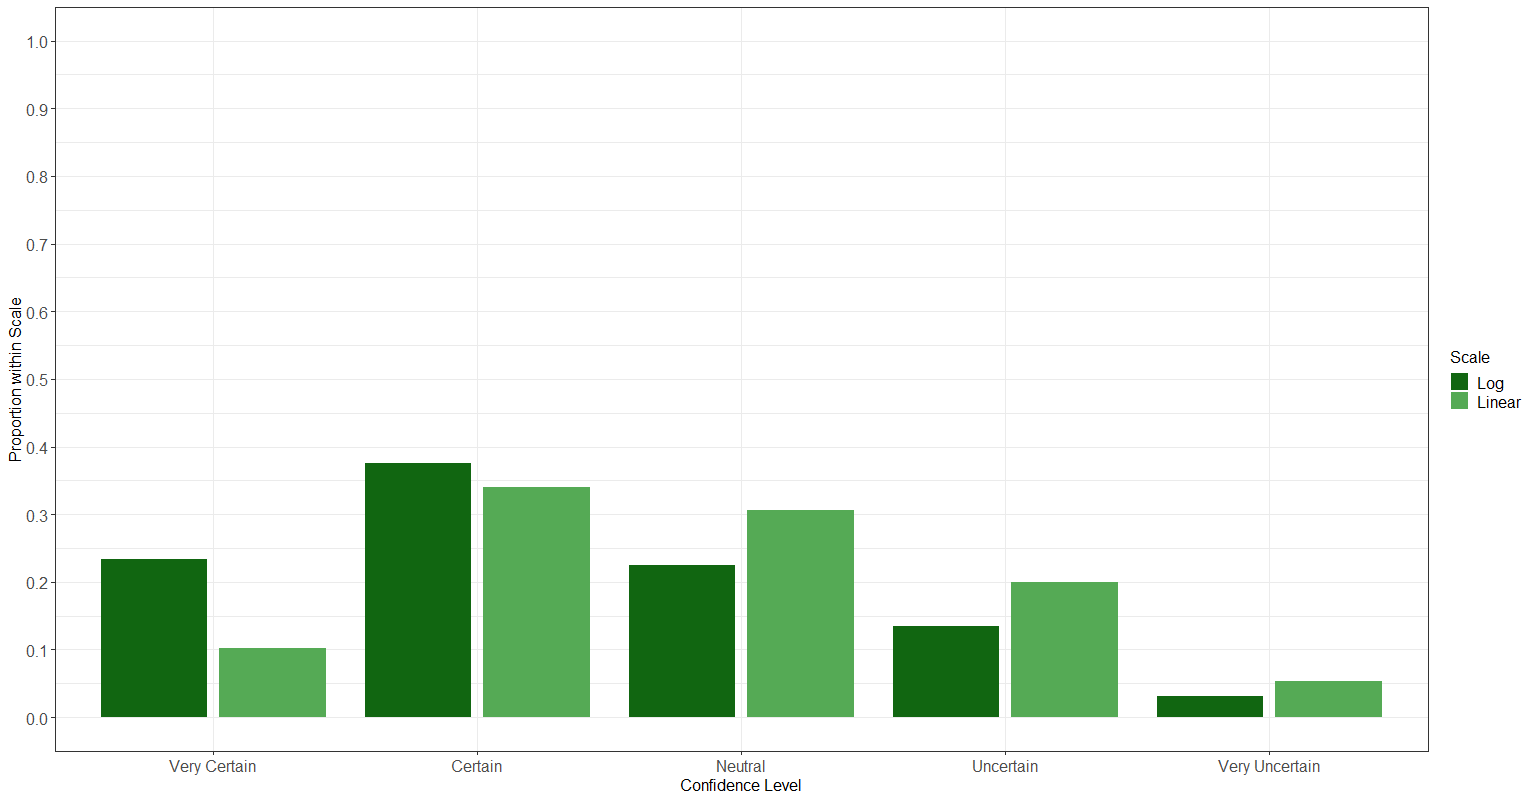 Proportion within Scale
1.0
0.9
0.8
0.7
0.6
0.5
0.4
0.3
0.2
0.1
0.0
Very Certain
Certain
Neutral
Uncertain
Very Uncertain
Confidence Level
Scale
Log
Linear